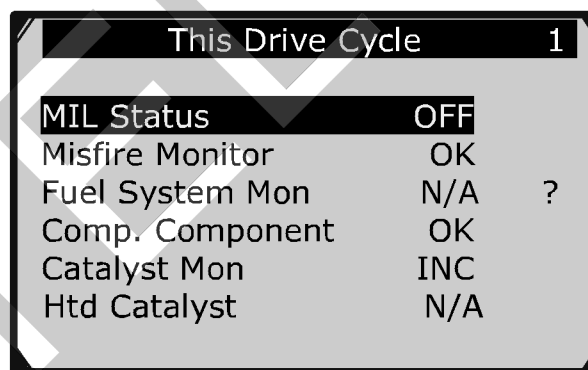 This Drive Cycle 1
MIL Status OFF
Misfire Monitor OK
Fuel System Mon N/A ?
Comp. Component OK
Catalyst Mon INC
Htd Catalyst N/A